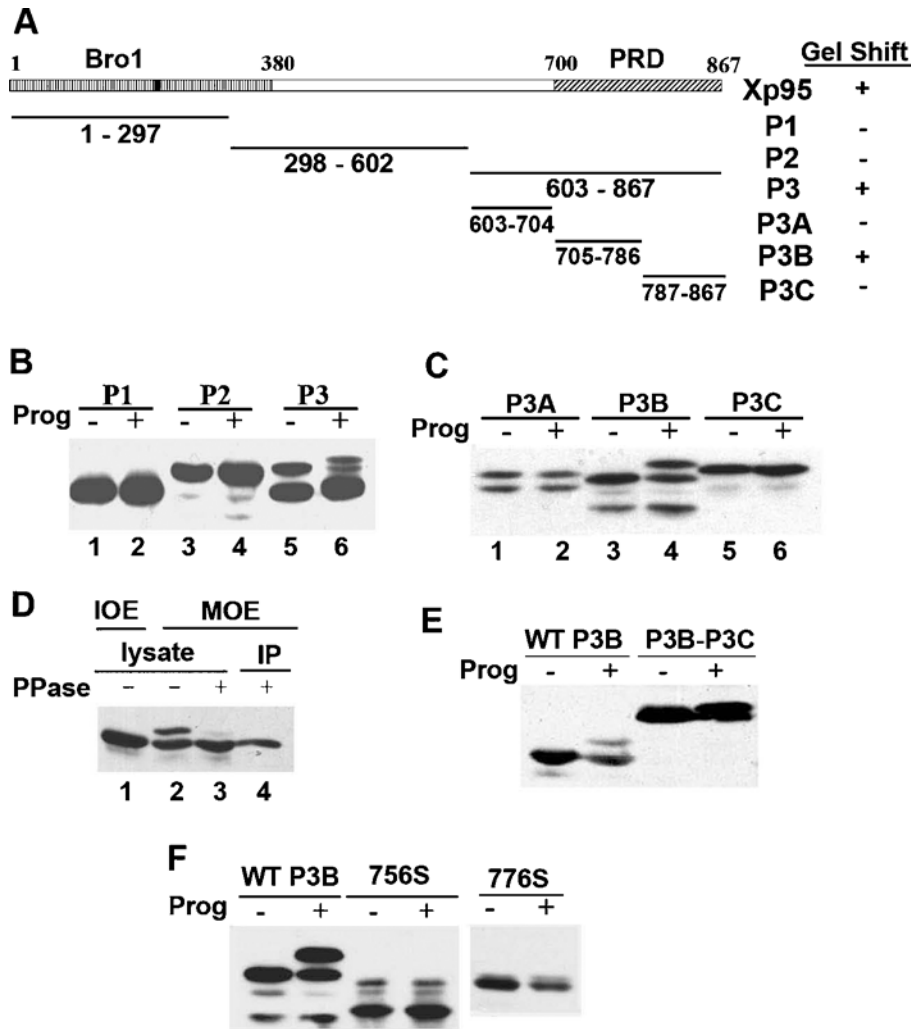 A
1 Bro1 380 700 PRD 867 Gel Shift
Xp95 +
1 - 297 P1 -
298 - 602 P2 -
603 - 867 P3 +
603-704 P3A -
705-786 P3B +
787-867 P3C -
B
P1 P2 P3
Prog - + - + - +
1 2 3 4 5 6
C
P3A P3B P3C
Prog - + - + - +
1 2 3 4 5 6
D
IOE MOE
lysate IP
PPase - - + +
1 2 3 4
E
WT P3B P3B-P3C
Prog - + - +
F
WT P3B 756S 776S
Prog - + - + - +